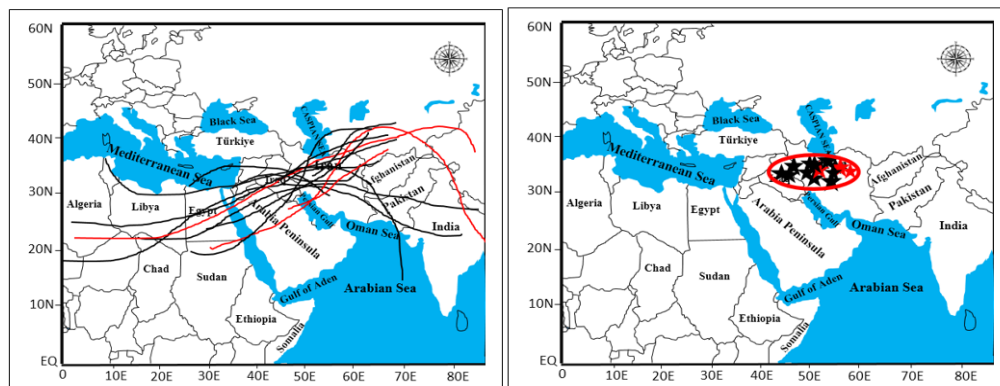 60N
50N
40N
30N
20N
10N
EQ
0
10E
20E
30E
40E
50E
60E
70E
80E
Black Sea
CASPIAN SEA
Türkiye
Mediterranean Sea
Afghanistan
Algeria
Libya
Egypt
Pakistan
Persian Gulf
Oman Sea
India
Arabia Peninsula
Chad
Sudan
Gulf of Aden
Arabian Sea
Ethiopia
Somalia
60N
50N
40N
30N
20N
10N
EQ
0
10E
20E
30E
40E
50E
60E
70E
80E
Black Sea
CASPIAN SEA
Türkiye
Mediterranean Sea
Afghanistan
Algeria
Libya
Egypt
Pakistan
Persian Gulf
Oman Sea
India
Arabia Peninsula
Chad
Sudan
Gulf of Aden
Arabian Sea
Ethiopia
Somalia